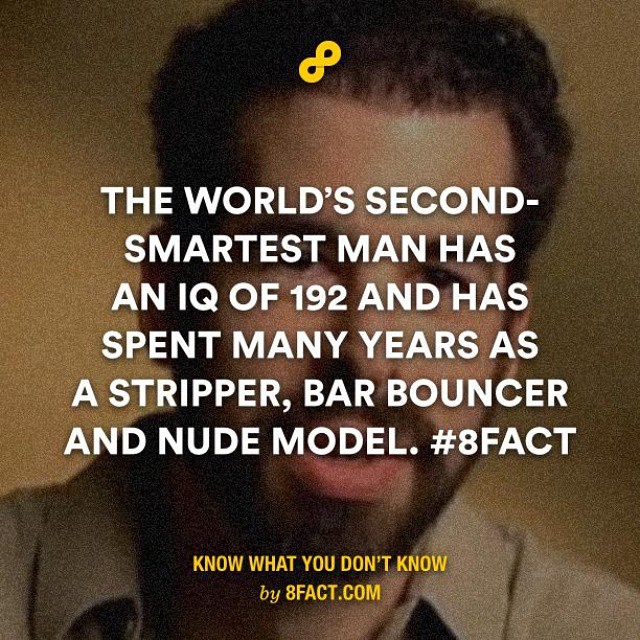 THE WORLD'S SECOND-
SMARTEST MAN HAS
AN IQ OF 192 AND HAS
SPENT MANY YEARS AS
A STRIPPER, BAR BOUNCER
AND NUDE MODEL. #8FACT
KNOW WHAT YOU DON'T KNOW
by 8FACT.COM